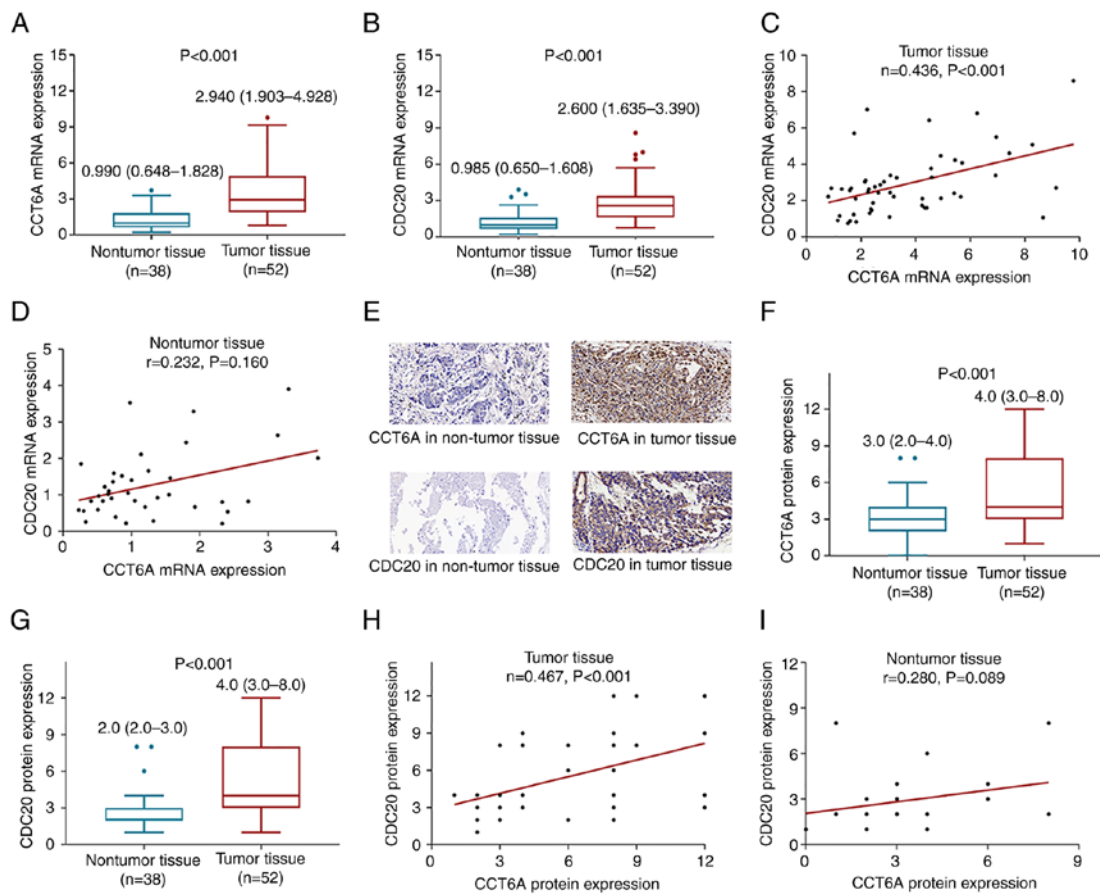 A
CCT6A mRNA expression
15
12
9
6
3
0
P<0.001
2.940 (1.903–4.928)
0.990 (0.648–1.828)
Nontumor tissue
(n=38)
Tumor tissue
(n=52)
B
CDC20 mRNA expression
15
12
9
6
3
0
P<0.001
2.600 (1.635–3.390)
0.985 (0.650–1.608)
Nontumor tissue
(n=38)
Tumor tissue
(n=52)
C
CDC20 mRNA expression
10
8
6
4
2
0
Tumor tissue
n=0.436, P<0.001
0 2 4 6 8 10
CCT6A mRNA expression
D
CDC20 mRNA expression
5
4
3
2
1
0
Nontumor tissue
r=0.232, P=0.160
0 1 2 3 4
CCT6A mRNA expression
E
CCT6A in non-tumor tissue
CCT6A in tumor tissue
CDC20 in non-tumor tissue
CDC20 in tumor tissue
F
CCT6A protein expression
15
12
9
6
3
0
P<0.001
4.0 (3.0–8.0)
3.0 (2.0–4.0)
Nontumor tissue
(n=38)
Tumor tissue
(n=52)
G
CDC20 protein expression
15
12
9
6
3
0
P<0.001
4.0 (3.0–8.0)
2.0 (2.0–3.0)
Nontumor tissue
(n=38)
Tumor tissue
(n=52)
H
CDC20 protein expression
15
12
9
6
3
0
Tumor tissue
n=0.467, P<0.001
0 3 6 9 12
CCT6A protein expression
I
CDC20 protein expression
12
9
6
3
0
Nontumor tissue
r=0.280, P=0.089
0 3 6 9
CCT6A protein expression